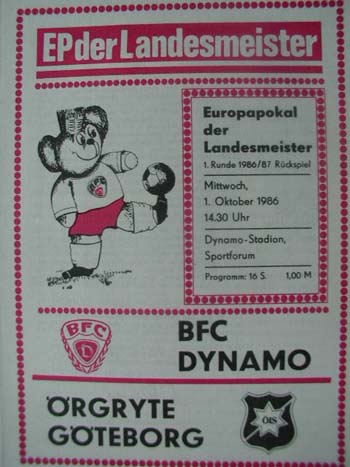 EP der Landesmeister
Europapokal
der
Landesmeister
1. Runde 1986/87 Rückspiel
Mittwoch,
1. Oktober 1986
14.30 Uhr
Dynamo-Stadion,
Sportforum
Programm: 16 S. 1,00 M
BFC
BFC
BFC
DYNAMO
ÖRGRYTE
GÖTEBORG
ÖIS